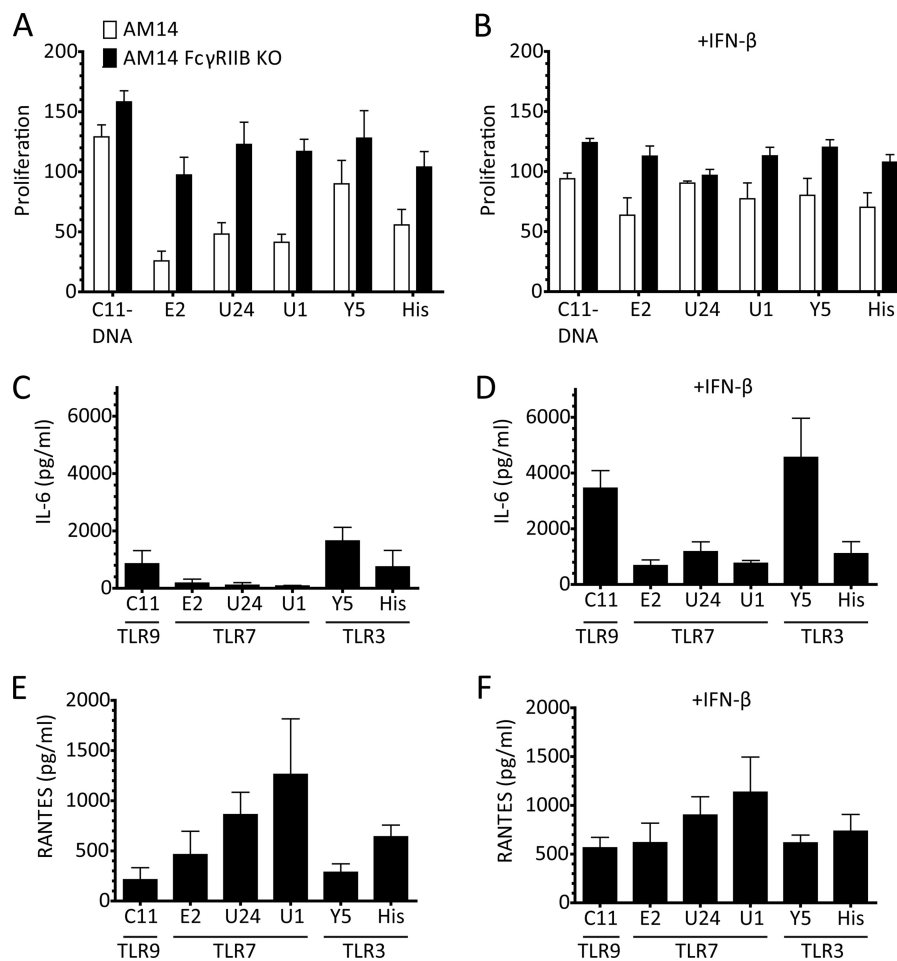 A
AM14
AM14 FcγRIIB KO
Proliferation
200
150
100
50
0
C11-
DNA
E2
U24
U1
Y5
His
B
+IFN-β
Proliferation
200
150
100
50
0
C11-
DNA
E2
U24
U1
Y5
His
C
IL-6 (pg/ml)
6000
4000
2000
0
C11 E2 U24 U1 Y5 His
TLR9 TLR7 TLR3
D
+IFN-β
IL-6 (pg/ml)
6000
4000
2000
0
C11 E2 U24 U1 Y5 His
TLR9 TLR7 TLR3
E
RANTES (pg/ml)
2000
1500
1000
500
0
C11 E2 U24 U1 Y5 His
TLR9 TLR7 TLR3
F
+IFN-β
RANTES (pg/ml)
2000
1500
1000
500
0
C11 E2 U24 U1 Y5 His
TLR9 TLR7 TLR3